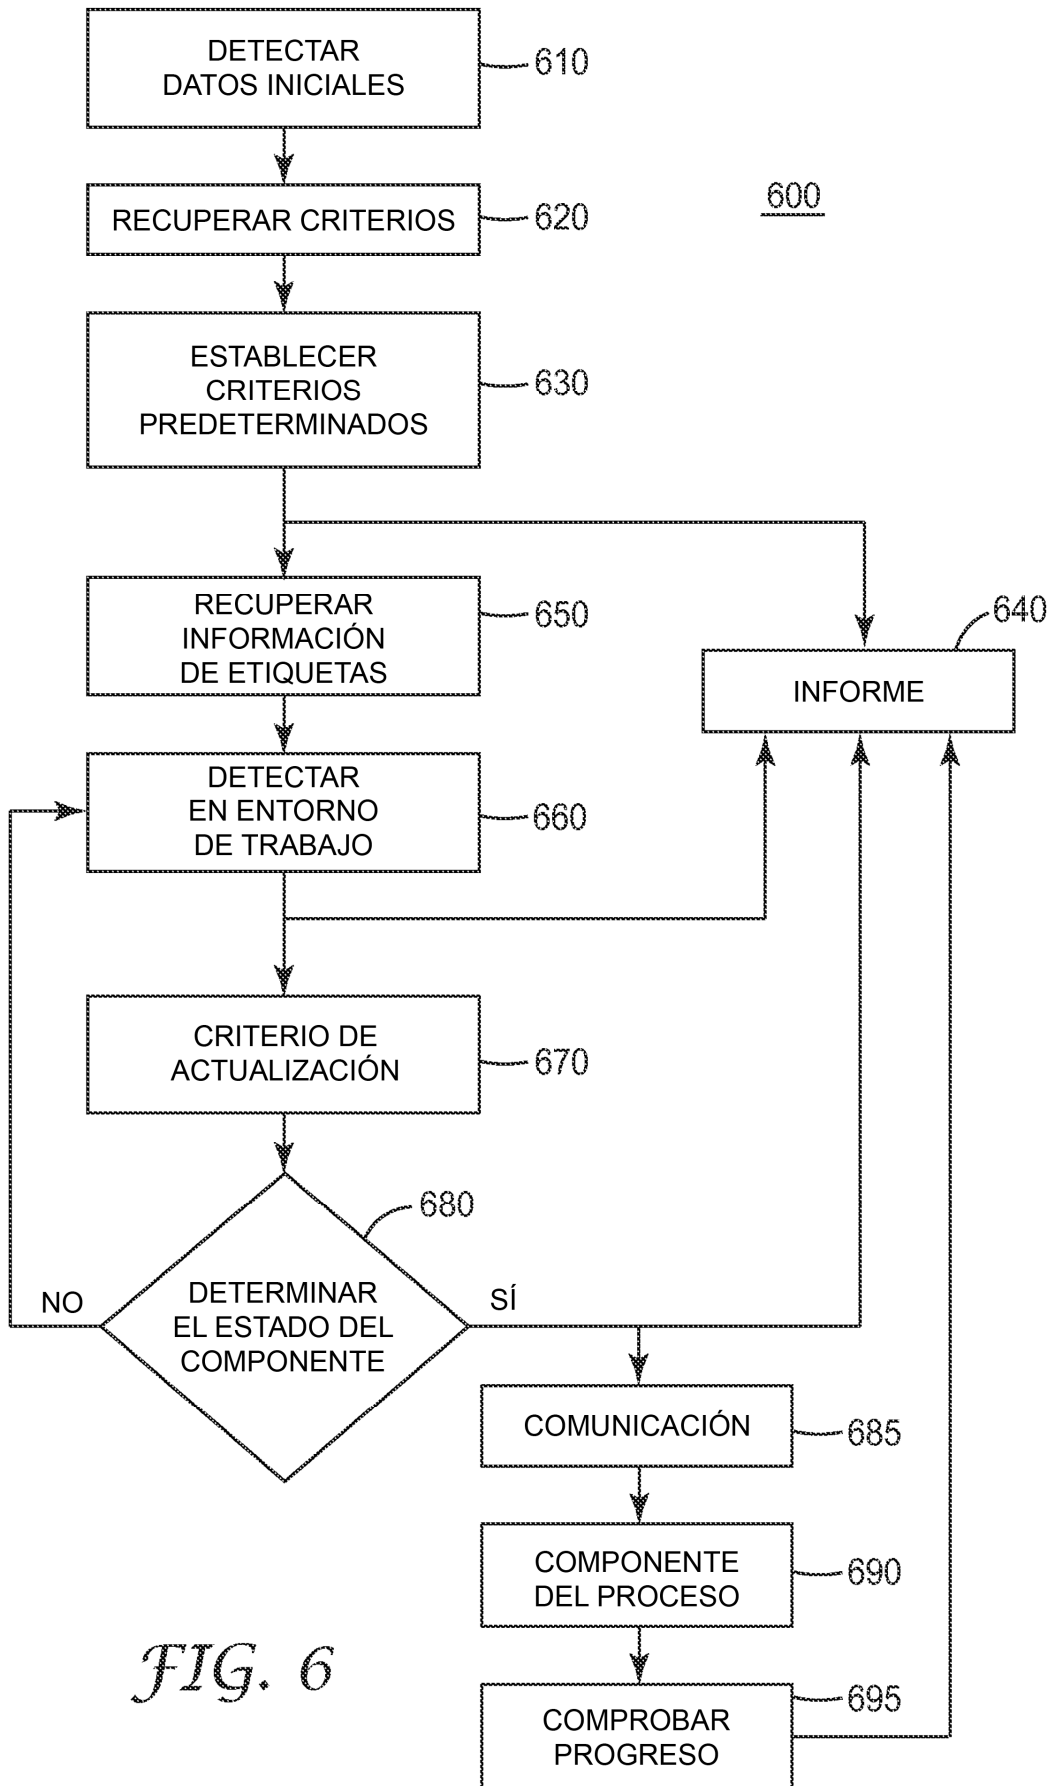 DETECTAR
DATOS INICIALES
610
RECUPERAR CRITERIOS
620
600
ESTABLECER
CRITERIOS
PREDETERMINADOS
630
RECUPERAR
INFORMACIÓN
DE ETIQUETAS
650
640
INFORME
DETECTAR
EN ENTORNO
DE TRABAJO
660
CRITERIO DE
ACTUALIZACIÓN
670
680
NO
DETERMINAR
EL ESTADO DEL
COMPONENTE
SÍ
COMUNICACIÓN
685
COMPONENTE
DEL PROCESO
690
COMPROBAR
PROGRESO
695
FIG. 6